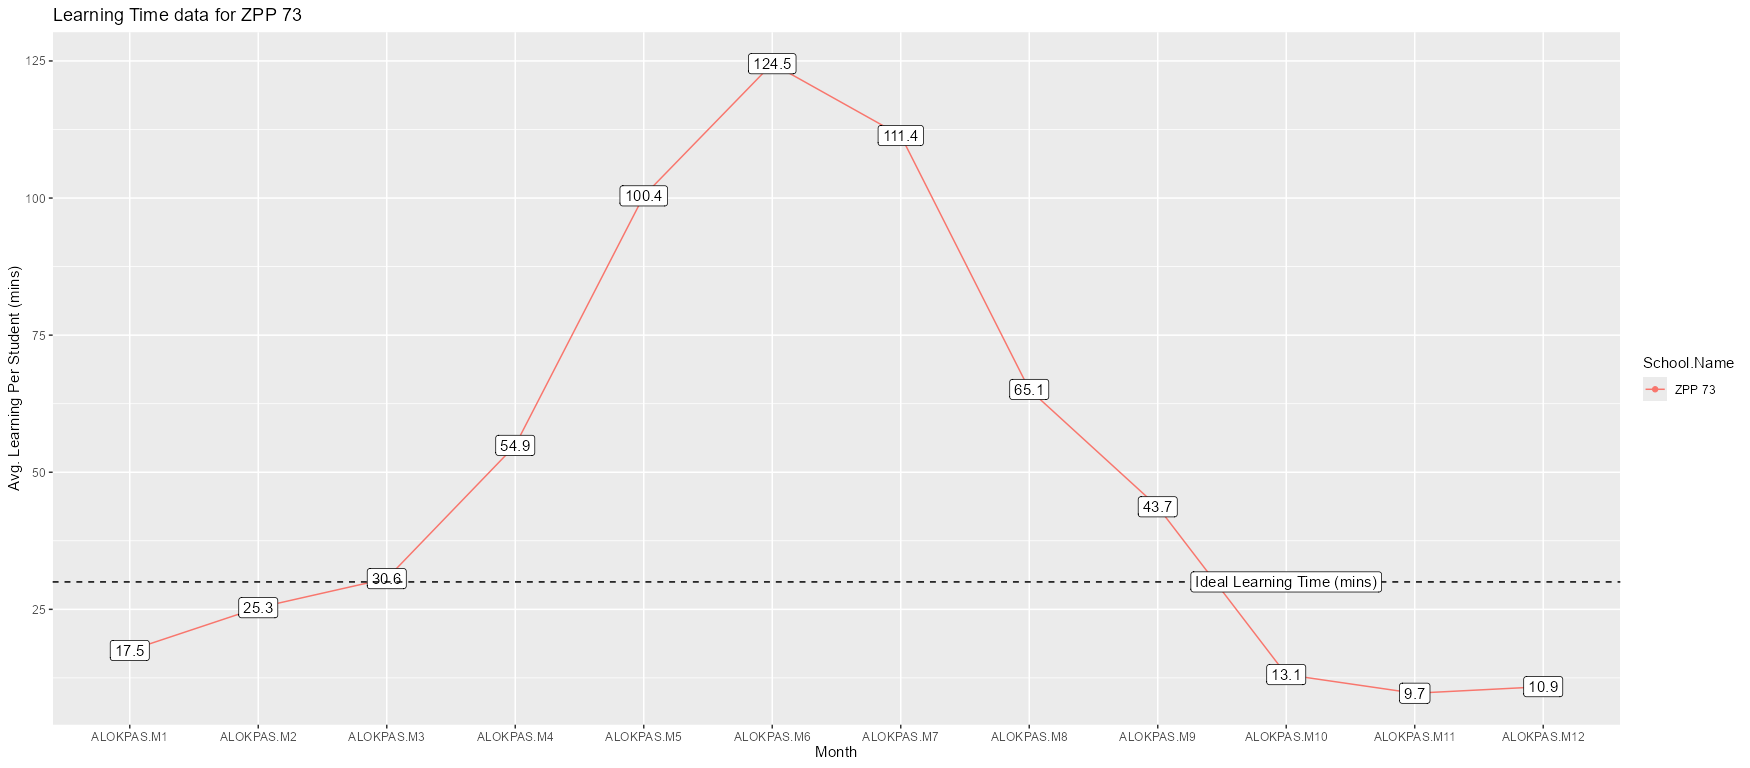 Learning Time data for ZPP 73
Avg. Learning Per Student (mins)
125
100
75
50
25
17.5
25.3
30.6
54.9
100.4
124.5
111.4
65.1
43.7
13.1
9.7
10.9
Ideal Learning Time (mins)
ALOKPAS.M1 ALOKPAS.M2 ALOKPAS.M3 ALOKPAS.M4 ALOKPAS.M5 ALOKPAS.M6 ALOKPAS.M7 ALOKPAS.M8 ALOKPAS.M9 ALOKPAS.M10 ALOKPAS.M11 ALOKPAS.M12
Month
School.Name
ZPP 73